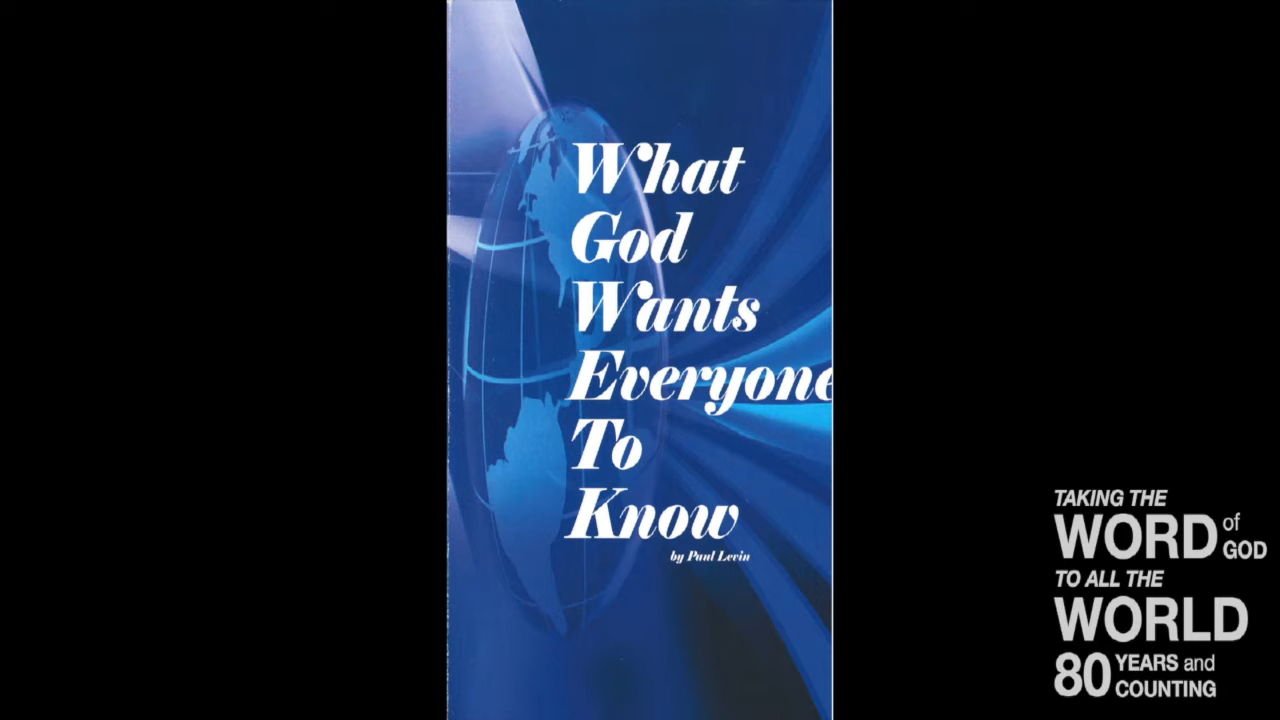 What
God
Wants
Everyone
To
Know
by Paul Levin
TAKING THE
WORD of GOD
TO ALL THE
WORLD
80 YEARS and
COUNTING